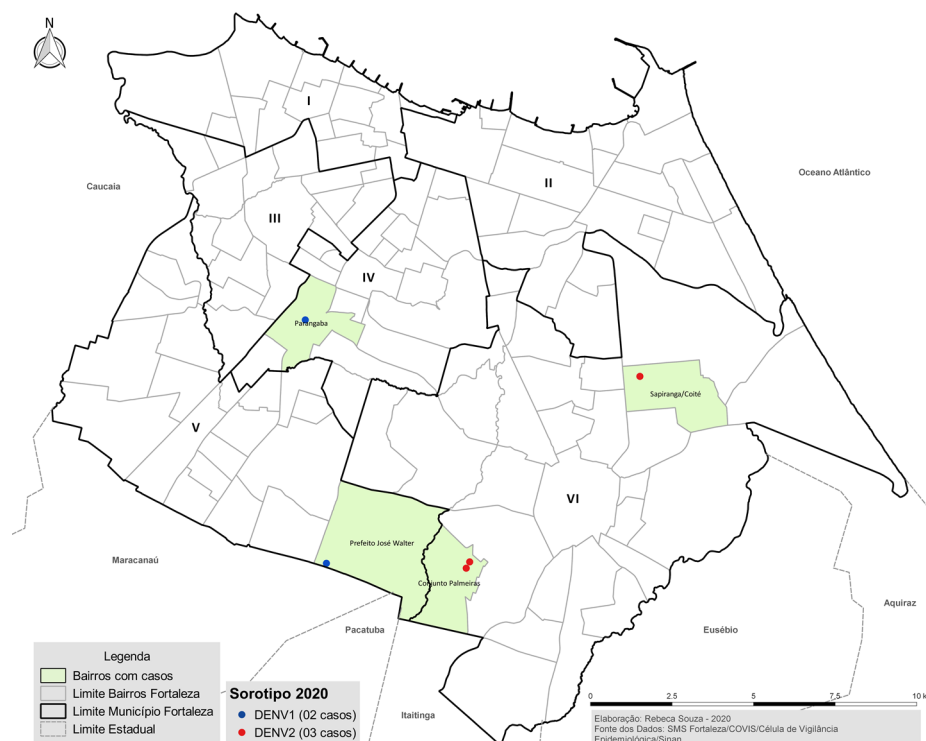 N
I
II
Oceano Atlântico
Caucaia
III
IV
Parangaba
Sapiranga/Coité
V
VI
Prefeito José Walter
Maracanaú
Conjunto Palmeiras
Aquiraz
Pacatuba
Eusébio
Itaitinga
Legenda
Bairros com casos
Limite Bairros Fortaleza
Limite Município Fortaleza
Limite Estadual
Sorotipo 2020
DENV1 (02 casos)
DENV2 (03 casos)
0 2,5 5 7,5 10 k
Elaboração: Rebeca Souza - 2020
Fonte dos Dados: SMS Fortaleza/COVIS/Célula de Vigilância
Epidemiológica/Sinan